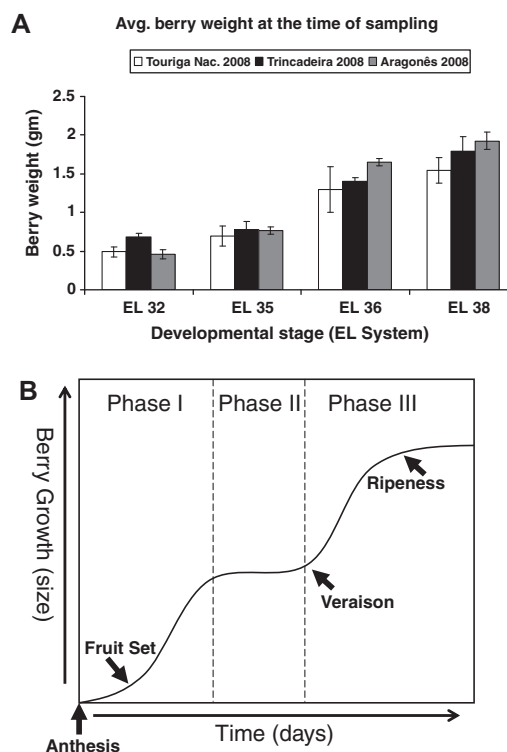 A
Avg. berry weight at the time of sampling
Touriga Nac. 2008 Trincadeira 2008 Aragonês 2008
Berry weight (gm)
2.5
2
1.5
1
0.5
0
EL 32 EL 35 EL 36 EL 38
Developmental stage (EL System)
B
Phase I Phase II Phase III
Berry Growth (size)
Ripeness
Veraison
Fruit Set
Anthesis
Time (days)